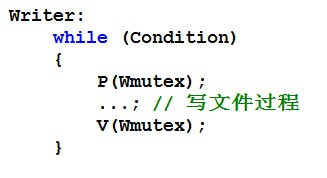 Writer:
while (Condition)
{
P(Wmutex);
...; // 写文件过程
V(Wmutex);
}